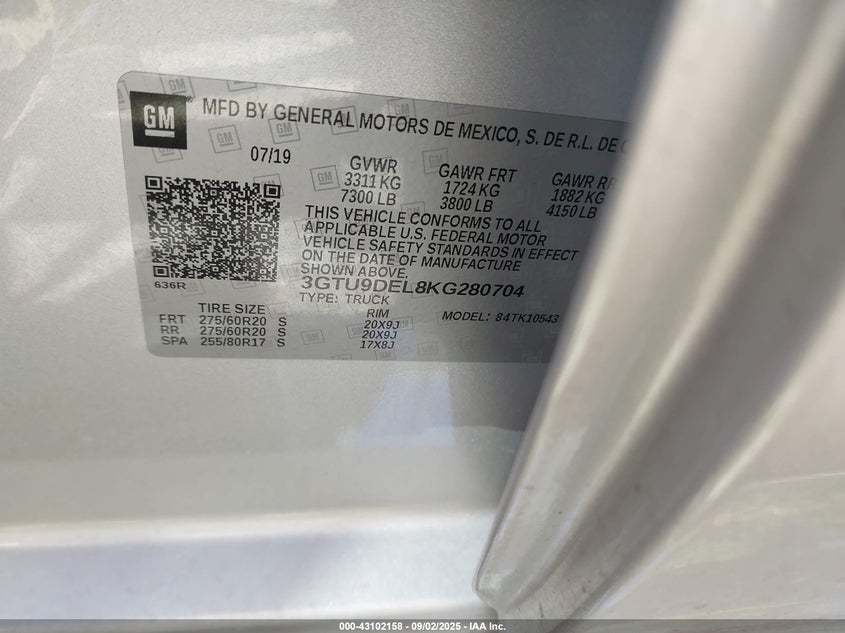 GM
MFD BY GENERAL MOTORS DE MEXICO, S. DE R.L. DE
07/19
GVWR
3311 KG
7300 LB
GAWR FRT
1724 KG
3800 LB
GAWR
1882 KG
4150 LB
THIS VEHICLE CONFORMS TO ALL
APPLICABLE U.S. FEDERAL MOTOR
VEHICLE SAFETY STANDARDS IN EFFECT
ON THE DATE OF MANUFACTURE
SHOWN ABOVE.
636R
3GTU9DEL8KG280704
TYPE: TRUCK
MODEL: 84TK10543
TIRE SIZE RIM
FRT 275/60R20 S 20X9J
RR 275/60R20 S 20X9J
SPA 255/80R17 S 17X8J
000-43102158 - 09/02/2025 - IAA Inc.